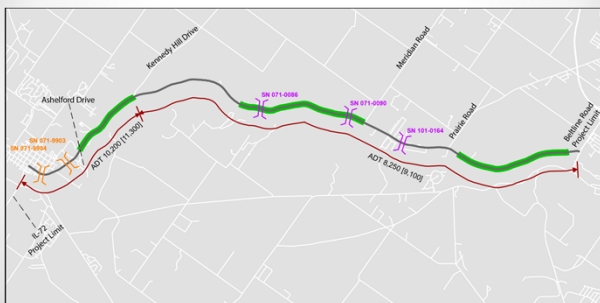 Kennedy Hill Drive
Meridian Road
Ashelford Drive
SN 071-0086
SN 071-0090
Prairie Road
Beltline Road
Project Limit
SN 101-0164
SN 071-8903
SN 071-8904
ADT 10,200 [11,300]
ADT 8,250 [9,100]
IL-72
Project Limit